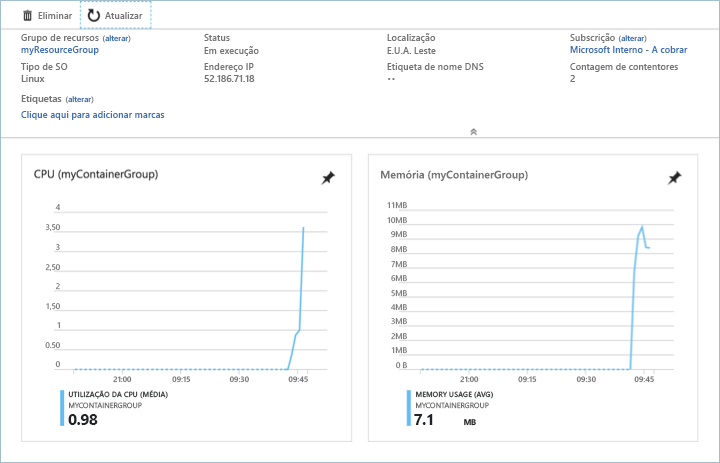 Eliminar Atualizar
Grupo de recursos (alterar) Status Localização Subscrição (alterar)
myResourceGroup Em execução E.U.A. Leste Microsoft Interno - A cobrar
Tipo de SO Endereço IP Etiqueta de nome DNS Contagem de contentores
Linux 52.186.71.18 -- 2
Etiquetas (alterar)
Clique aqui para adicionar marcas
CPU (myContainerGroup)
4
3,50
3
2,50
2
1,50
1
0.50
0
21:00 09:15 09:30 09:45
UTILIZAÇÃO DA CPU (MÉDIA)
MYCONTAINERGROUP
0.98
Memória (myContainerGroup)
11MB
10MB
9MB
8MB
7MB
6MB
5MB
4MB
3MB
2MB
1MB
0 B
21:00 09:15 09:30 09:45
MEMORY USAGE (AVG)
MYCONTAINERGROUP
7.1 MB